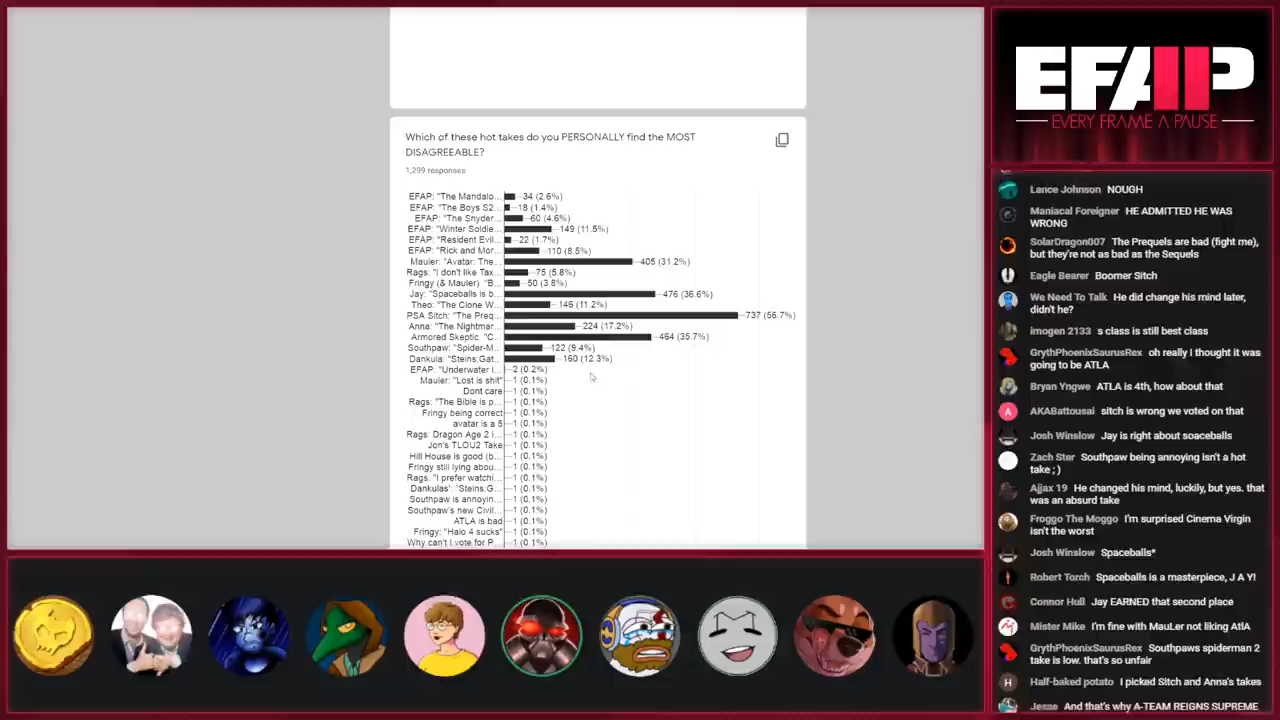 Which of these hot takes do you PERSONALLY find the MOST
DISAGREEABLE?
1,299 responses
EFAP: "The Mandalo... 34 (2.6%)
EFAP: "The Boys S2... 18 (1.4%)
EFAP: "The Snyder... 60 (4.6%)
EFAP: "Winter Soldie... 149 (11.5%)
EFAP: "Resident Evil... 22 (1.7%)
EFAP: "Rick and Mor... 110 (8.5%)
Mauler: "Avatar: The... 405 (31.2%)
Rags: "I don't like Tax... 75 (5.8%)
Fringy (& Mauler) "B... 50 (3.8%)
Jay: "Spaceballs is b... 476 (36.6%)
Theo: "The Clone W... 146 (11.2%)
PSA Sitch: "The Preq... 737 (56.7%)
Anna: "The Nightmar... 224 (17.2%)
Armored Skeptic: "C... 464 (35.7%)
Southpaw: "Spider-M... 122 (9.4%)
Dankula: "Steins;Gat... 160 (12.3%)
EFAP: "Underwater i... 2 (0.2%)
Mauler: "Lost is shit" 1 (0.1%)
Dont care 1 (0.1%)
Rags: "The Bible is p... 1 (0.1%)
Fringy being correct 1 (0.1%)
avatar is a 5 1 (0.1%)
Rags: Dragon Age 2 i... 1 (0.1%)
Jon's TLOU2 Take 1 (0.1%)
Hill House is good (b... 1 (0.1%)
Fringy still lying abou... 1 (0.1%)
Rags: "I prefer watchi... 1 (0.1%)
Dankulas': "Steins;G... 1 (0.1%)
Southpaw is annoyin... 1 (0.1%)
Southpaw's new Civil... 1 (0.1%)
ATLA is bad 1 (0.1%)
Fringy: "Halo 4 sucks" 1 (0.1%)
Why can't I vote for P... 1 (0.1%)
EFAP
EVERY FRAME A PAUSE
Lance Johnson NOUGH
Maniacal Foreigner HE ADMITTED HE WAS
WRONG
SolarDragon007 The Prequels are bad (fight me),
but they're not as bad as the Sequels
Eagle Bearer Boomer Sitch
We Need To Talk He did change his mind later,
didn't he?
imogen 2133 s class is still best class
GrythPhoenixSaurusRex oh really I thought it was
going to be ATLA
Bryan Yngwe ATLA is 4th, how about that
A
AKABattousai sitch is wrong we voted on that
Josh Winslow Jay is right about soaceballs
Zach Ster Southpaw being annoying isn't a hot
take ; )
Ajjax 19 He changed his mind, luckily, but yes. that
was an absurd take
Froggo The Moggo I'm surprised Cinema Virgin
isn't the worst
Josh Winslow Spaceballs*
Robert Torch Spaceballs is a masterpiece, J A Y!
Connor Hull Jay EARNED that second place
Mister Mike I'm fine with MauLer not liking AtlA
GrythPhoenixSaurusRex Southpaws spiderman 2
take is low. that's so unfair
H
Half-baked potato I picked Sitch and Anna's takes
Jesse And that's why A-TEAM REIGNS SUPREME